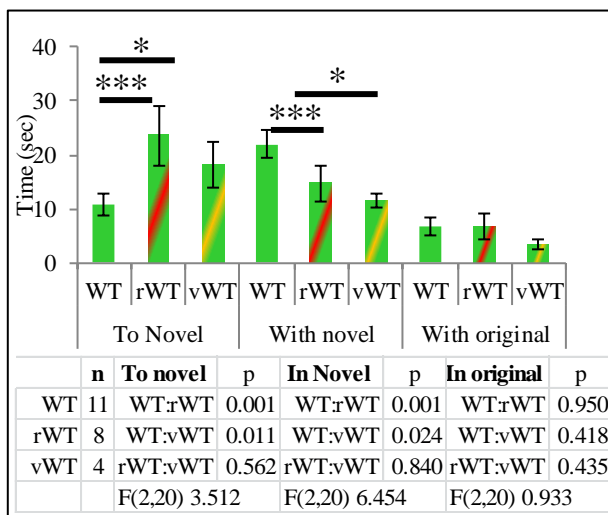 40
*
***
*
30
***
20
10
0
Time (sec)
WT rWT vWT WT rWT vWT WT rWT vWT
To Novel With novel With original
n To novel p In Novel p In original p
WT 11 WT:rWT 0.001 WT:rWT 0.001 WT:rWT 0.950
rWT 8 WT:vWT 0.011 WT:vWT 0.024 WT:vWT 0.418
vWT 4 rWT:vWT 0.562 rWT:vWT 0.840 rWT:vWT 0.435
F(2,20) 3.512 F(2,20) 6.454 F(2,20) 0.933